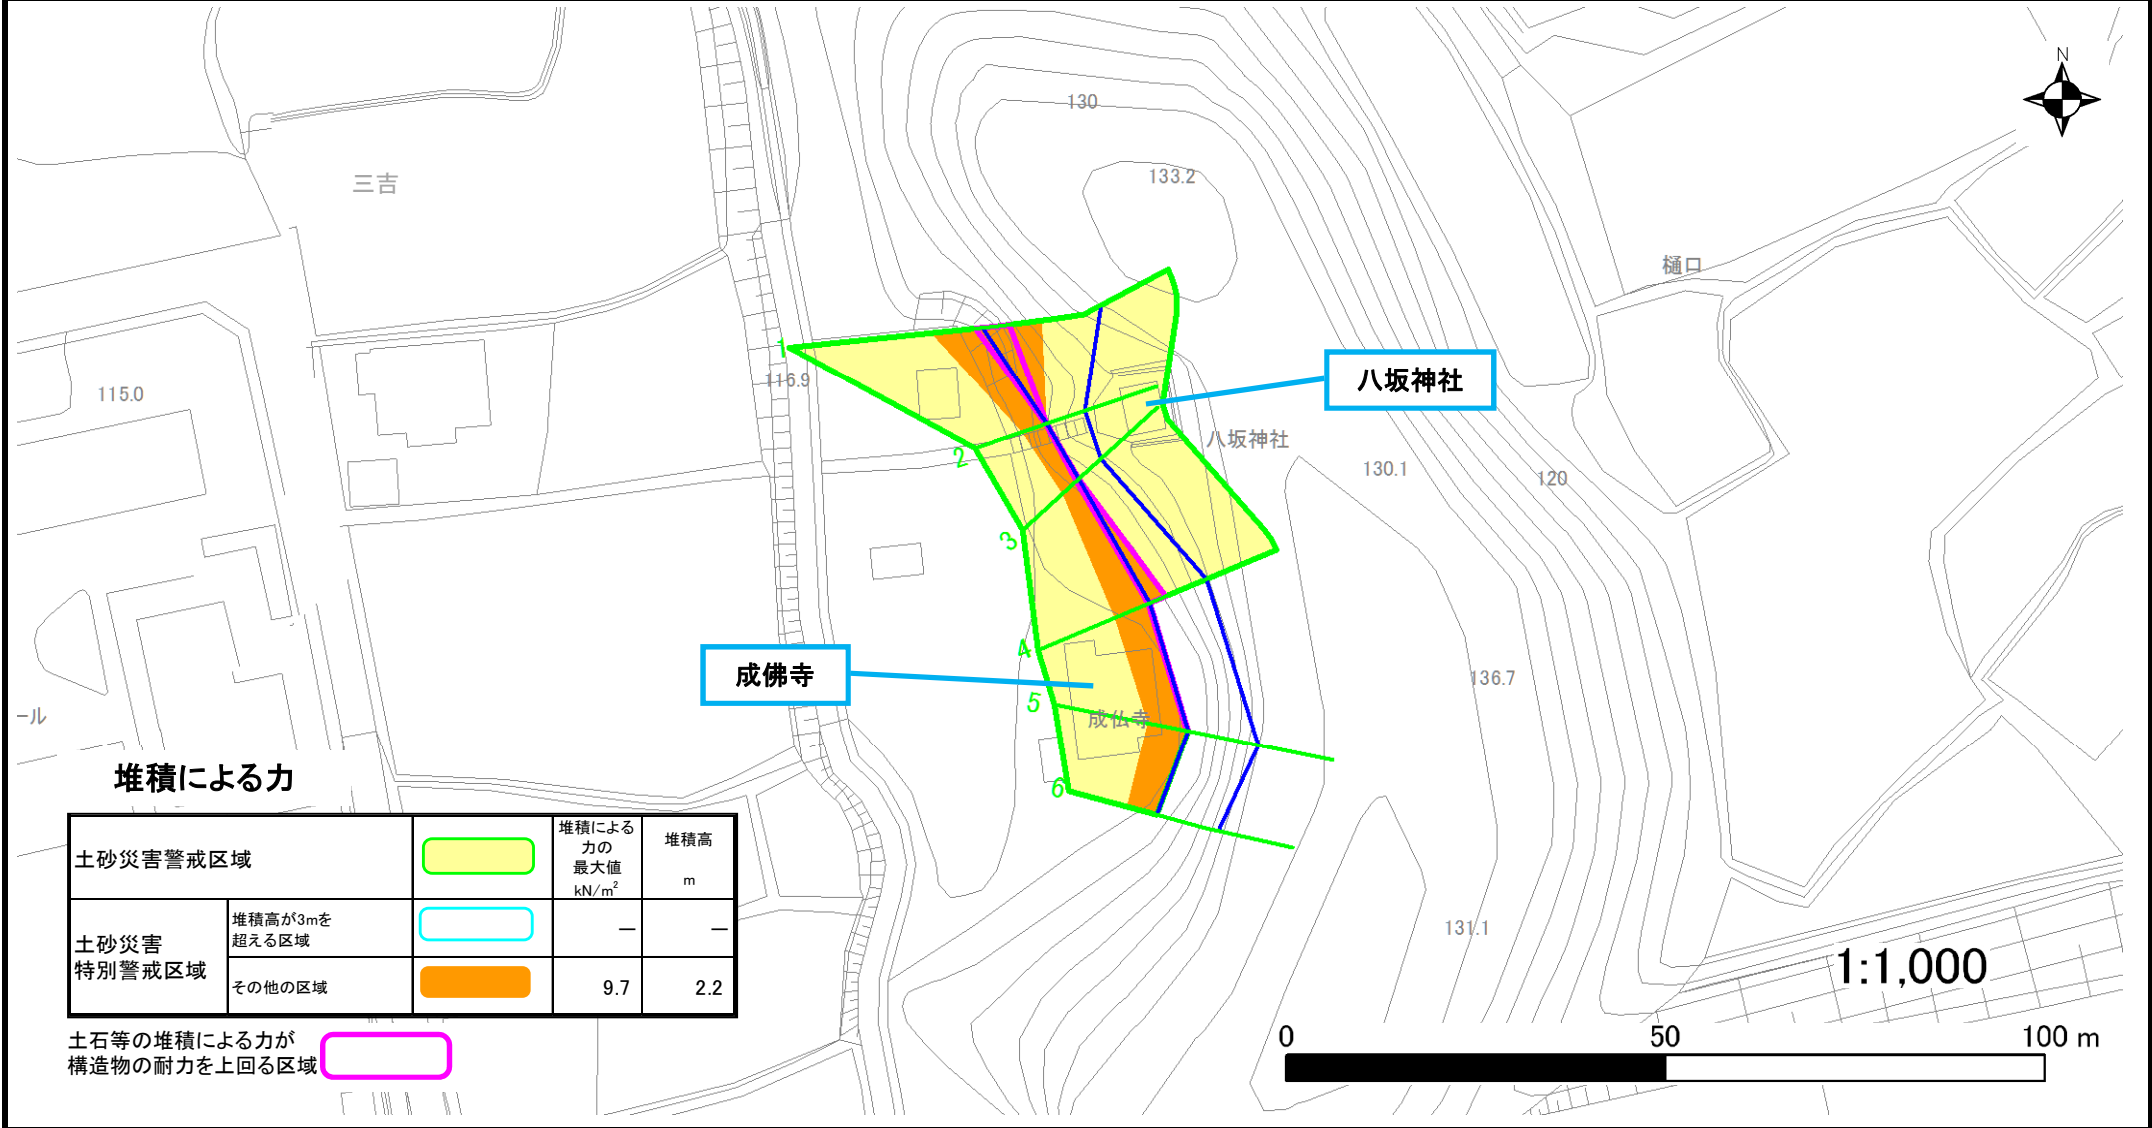 N
130
133.2
三吉
樋口
1
116.9
八坂神社
115.0
八坂神社
2
130.1
120
3
4
成佛寺
136.7
5
成仏寺
ール
6
堆積による力
土砂災害警戒区域
堆積による
力の
最大値
kN/m²
堆積高
m
土砂災害
特別警戒区域
堆積高が3mを
超える区域
—
—
その他の区域
9.7
2.2
土石等の堆積による力が
構造物の耐力を上回る区域
131.1
1:1,000
0 50 100 m